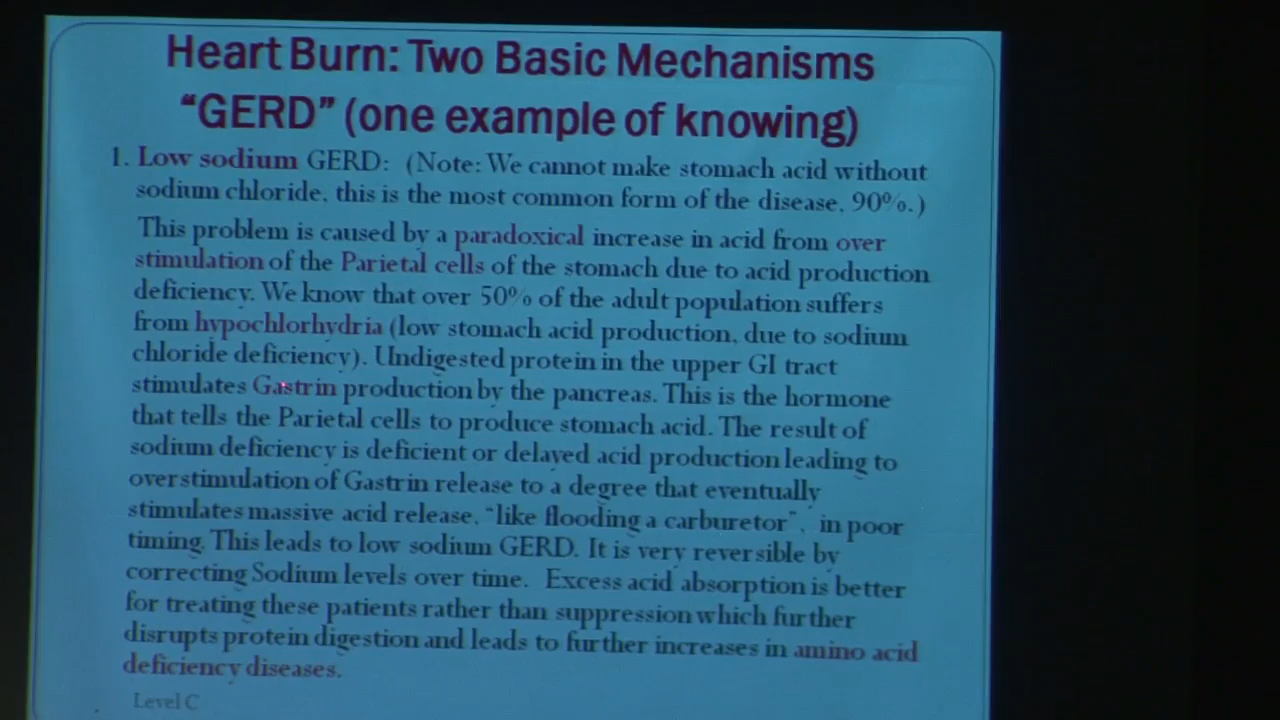 Heart Burn: Two Basic Mechanisms
“GERD” (one example of knowing)
1. Low sodium GERD: (Note: We cannot make stomach acid without
sodium chloride, this is the most common form of the disease, 90%.)
This problem is caused by a paradoxical increase in acid from over
stimulation of the Parietal cells of the stomach due to acid production
deficiency. We know that over 50% of the adult population suffers
from hypochlorhydria (low stomach acid production, due to sodium
chloride deficiency). Undigested protein in the upper GI tract
stimulates Gastrin production by the pancreas. This is the hormone
that tells the Parietal cells to produce stomach acid. The result of
sodium deficiency is deficient or delayed acid production leading to
overstimulation of Gastrin release to a degree that eventually
stimulates massive acid release, “like flooding a carburetor”, in poor
timing. This leads to low sodium GERD. It is very reversible by
correcting Sodium levels over time. Excess acid absorption is better
for treating these patients rather than suppression which further
disrupts protein digestion and leads to further increases in amino acid
deficiency diseases.
Level C